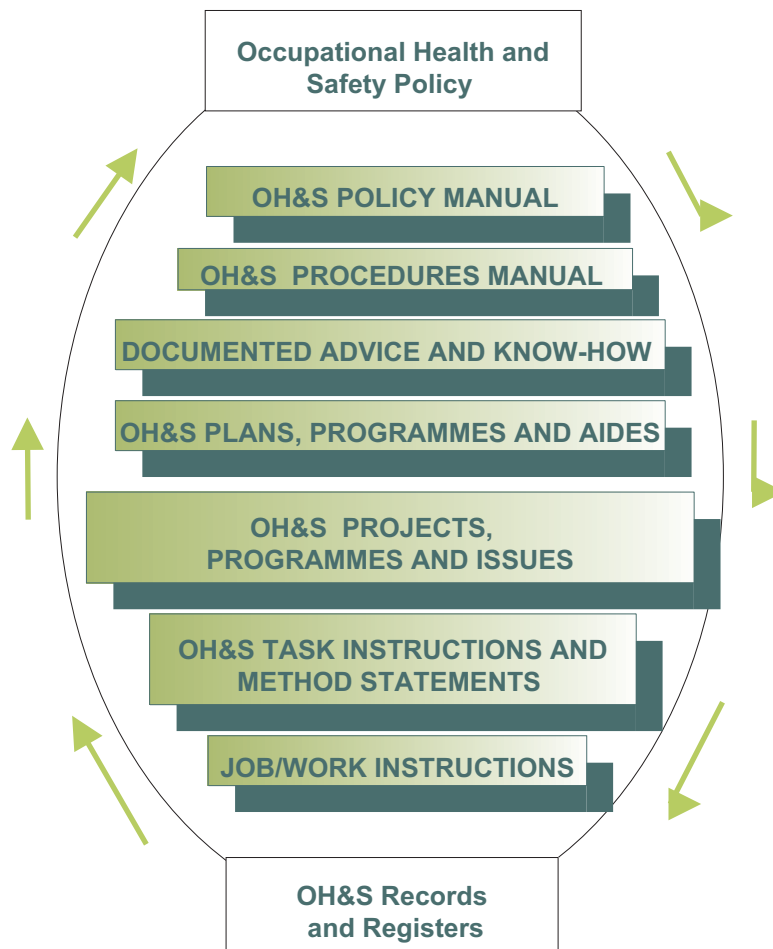 Occupational Health and
Safety Policy
OH&S POLICY MANUAL
OH&S PROCEDURES MANUAL
DOCUMENTED ADVICE AND KNOW-HOW
OH&S PLANS, PROGRAMMES AND AIDES
OH&S PROJECTS,
PROGRAMMES AND ISSUES
OH&S TASK INSTRUCTIONS AND
METHOD STATEMENTS
JOB/WORK INSTRUCTIONS
OH&S Records
and Registers